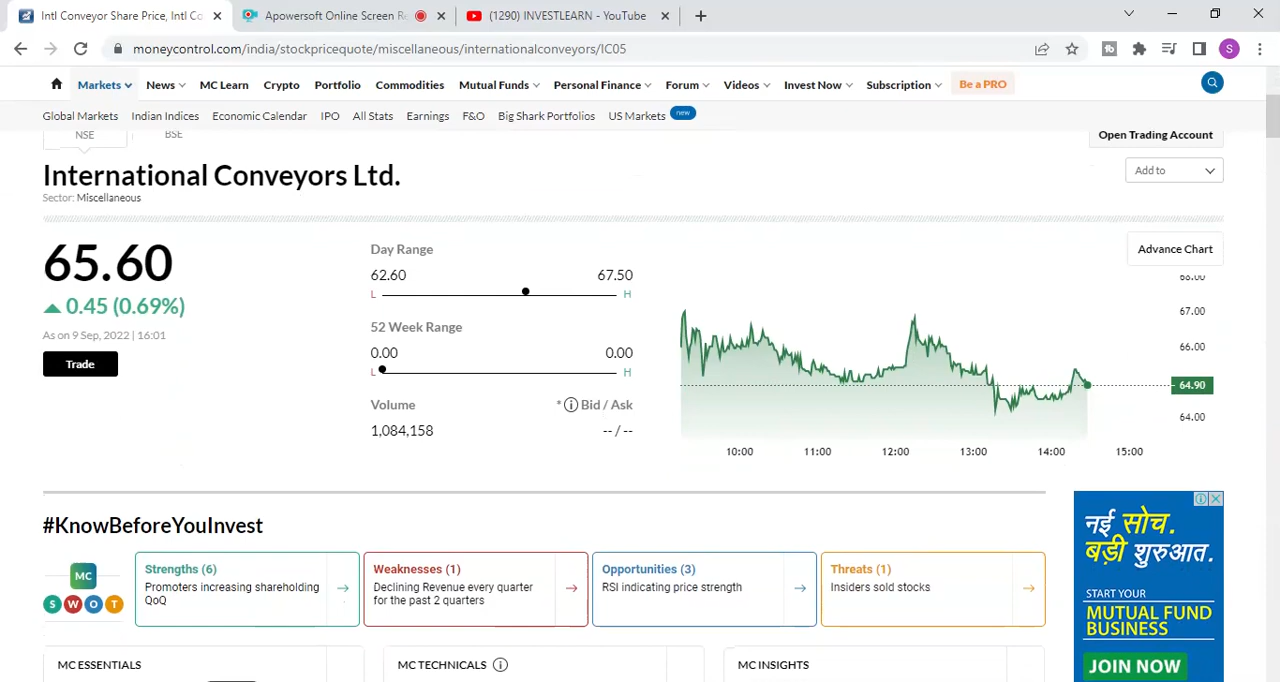 Intl Conveyor Share Price, Intl Co
Apowersoft Online Screen Re
(1290) INVESTLEARN - YouTube
moneycontrol.com/india/stockpricequote/miscellaneous/internationalconveyors/IC05
S
Markets News MC Learn Crypto Portfolio Commodities Mutual Funds Personal Finance Forum Videos Invest Now Subscription Be a PRO
Global Markets Indian Indices Economic Calendar IPO All Stats Earnings F&O Big Shark Portfolios US Markets new
NSE BSE
Open Trading Account
International Conveyors Ltd.
Add to
Sector: Miscellaneous
65.60
0.45 (0.69%)
As on 9 Sep, 2022 | 16:01
Trade
Day Range
62.60 67.50
L H
52 Week Range
0.00 0.00
L H
Volume * Bid / Ask
1,084,158 -- / --
Advance Chart
68.00
67.00
66.00
64.90
64.00
10:00 11:00 12:00 13:00 14:00 15:00
#KnowBeforeYouInvest
MC
S W O T
Strengths (6)
Promoters increasing shareholding
QoQ
Weaknesses (1)
Declining Revenue every quarter
for the past 2 quarters
Opportunities (3)
RSI indicating price strength
Threats (1)
Insiders sold stocks
MC ESSENTIALS
MC TECHNICALS
MC INSIGHTS
नई सोच.
बड़ी शुरुआत.
START YOUR
MUTUAL FUND
BUSINESS
JOIN NOW